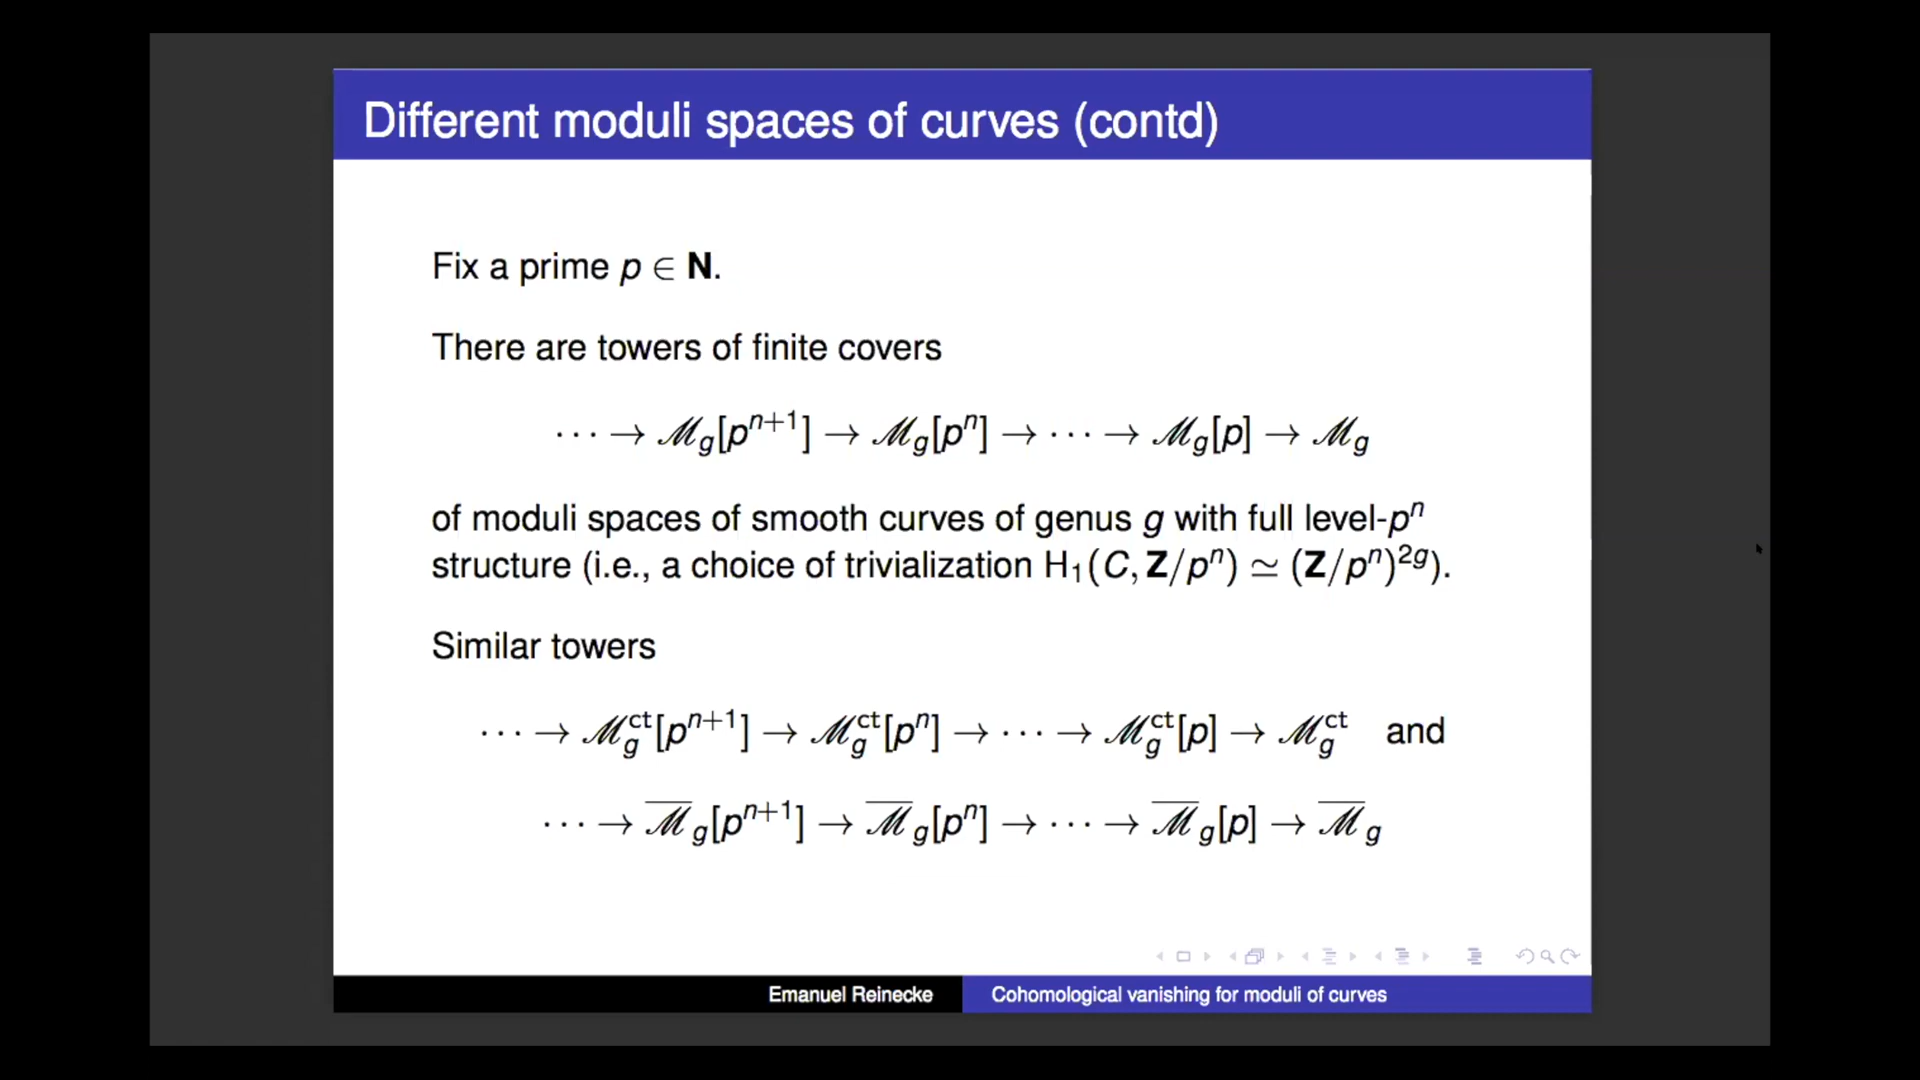 Different moduli spaces of curves (contd)
Fix a prime p ∈ N.
There are towers of finite covers
··· → ℳ_g[p^{n+1}] → ℳ_g[p^n] → ··· → ℳ_g[p] → ℳ_g
of moduli spaces of smooth curves of genus g with full level-p^n
structure (i.e., a choice of trivialization H_1(C, Z/p^n) ≃ (Z/p^n)^{2g}).
Similar towers
··· → ℳ_g^{ct}[p^{n+1}] → ℳ_g^{ct}[p^n] → ··· → ℳ_g^{ct}[p] → ℳ_g^{ct} and
··· → \overline{ℳ}_g[p^{n+1}] → \overline{ℳ}_g[p^n] → ··· → \overline{ℳ}_g[p] → \overline{ℳ}_g
Emanuel Reinecke
Cohomological vanishing for moduli of curves